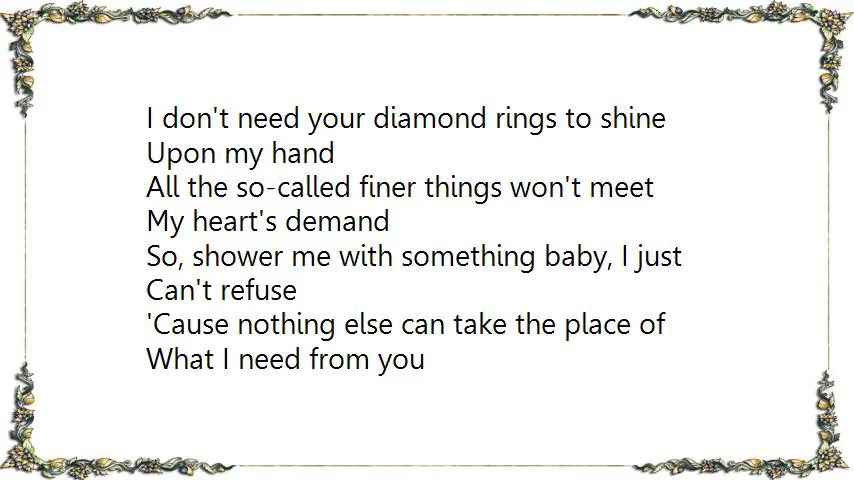 I don't need your diamond rings to shine
Upon my hand
All the so-called finer things won't meet
My heart's demand
So, shower me with something baby, I just
Can't refuse
'Cause nothing else can take the place of
What I need from you